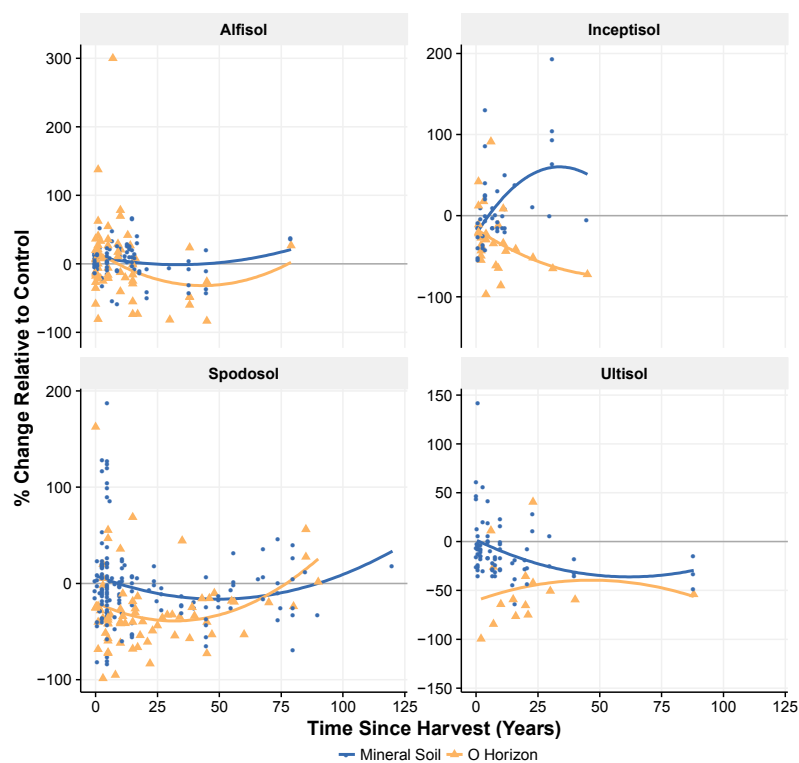 Alfisol
Inceptisol
300
200
100
0
−100
200
100
0
−100
% Change Relative to Control
Spodosol
Ultisol
200
100
0
−100
150
100
50
0
−50
−100
−150
0 25 50 75 100 125
0 25 50 75 100 125
Time Since Harvest (Years)
Mineral Soil O Horizon